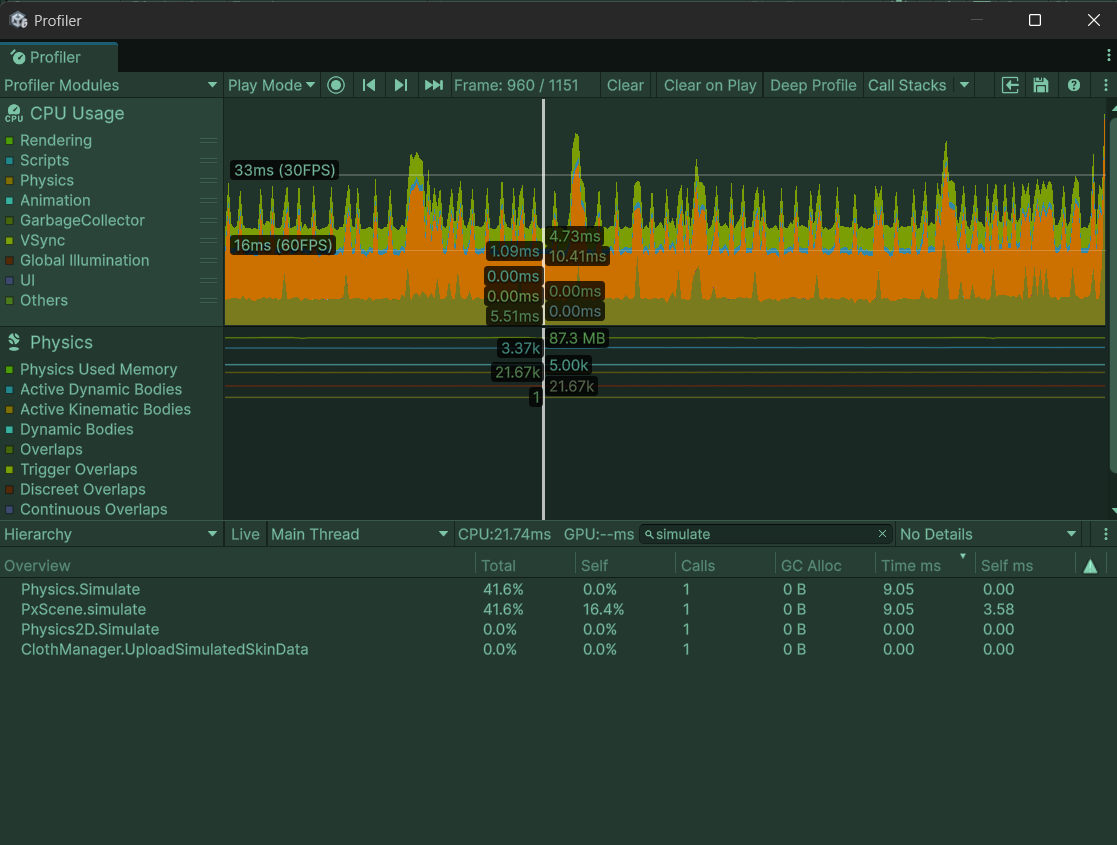 Profiler
Profiler
Profiler Modules Play Mode Frame: 960 / 1151 Clear Clear on Play Deep Profile Call Stacks
CPU CPU Usage
Rendering
Scripts
Physics
Animation
GarbageCollector
VSync
Global Illumination
UI
Others
33ms (30FPS)
16ms (60FPS)
4.73ms
1.09ms 10.41ms
0.00ms
0.00ms 0.00ms
5.51ms 0.00ms
Physics
Physics Used Memory
Active Dynamic Bodies
Active Kinematic Bodies
Dynamic Bodies
Overlaps
Trigger Overlaps
Discreet Overlaps
Continuous Overlaps
87.3 MB
3.37k
5.00k
21.67k
21.67k
1
Hierarchy Live Main Thread CPU:21.74ms GPU:--ms simulate No Details
Overview Total Self Calls GC Alloc Time ms Self ms
Physics.Simulate 41.6% 0.0% 1 0 B 9.05 0.00
PxScene.simulate 41.6% 16.4% 1 0 B 9.05 3.58
Physics2D.Simulate 0.0% 0.0% 1 0 B 0.00 0.00
ClothManager.UploadSimulatedSkinData 0.0% 0.0% 1 0 B 0.00 0.00